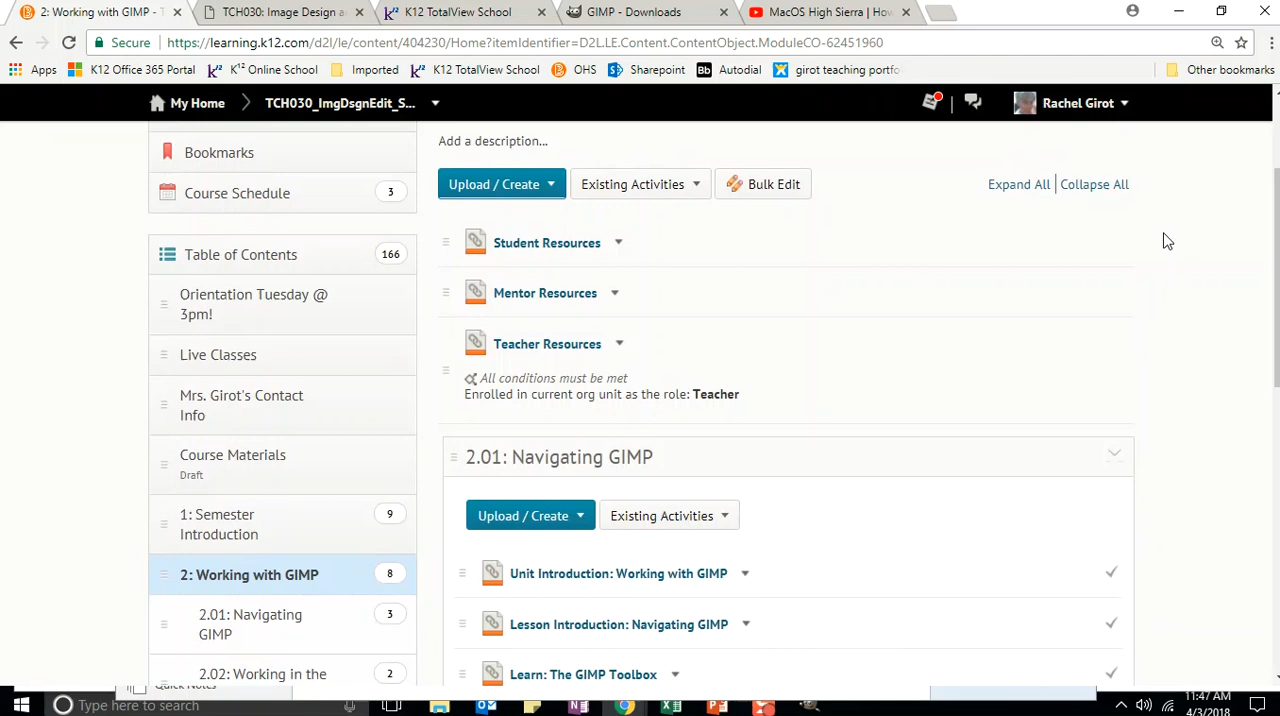 2: Working with GIMP -
TCH030: Image Design an
K12 TotalView School
GIMP - Downloads
MacOS High Sierra | How
Secure
https://learning.k12.com/d2l/le/content/404230/Home?itemIdentifier=D2L.LE.Content.ContentObject.ModuleCO-62451960
Apps
K12 Office 365 Portal
K¹² Online School
Imported
K12 TotalView School
OHS
Sharepoint
Bb Autodial
girot teaching portfo
Other bookmarks
My Home
TCH030_ImgDsgnEdit_S...
Rachel Girot
Bookmarks
Course Schedule 3
Table of Contents 166
Orientation Tuesday @
3pm!
Live Classes
Mrs. Girot's Contact
Info
Course Materials
Draft
1: Semester 9
Introduction
2: Working with GIMP 8
2.01: Navigating 3
GIMP
2.02: Working in the 2
Add a description...
Upload / Create
Existing Activities
Bulk Edit
Expand All
Collapse All
Student Resources
Mentor Resources
Teacher Resources
All conditions must be met
Enrolled in current org unit as the role: Teacher
2.01: Navigating GIMP
Upload / Create
Existing Activities
Unit Introduction: Working with GIMP
Lesson Introduction: Navigating GIMP
Learn: The GIMP Toolbox
Quick Notes
Type here to search
11:47 AM
4/3/2018